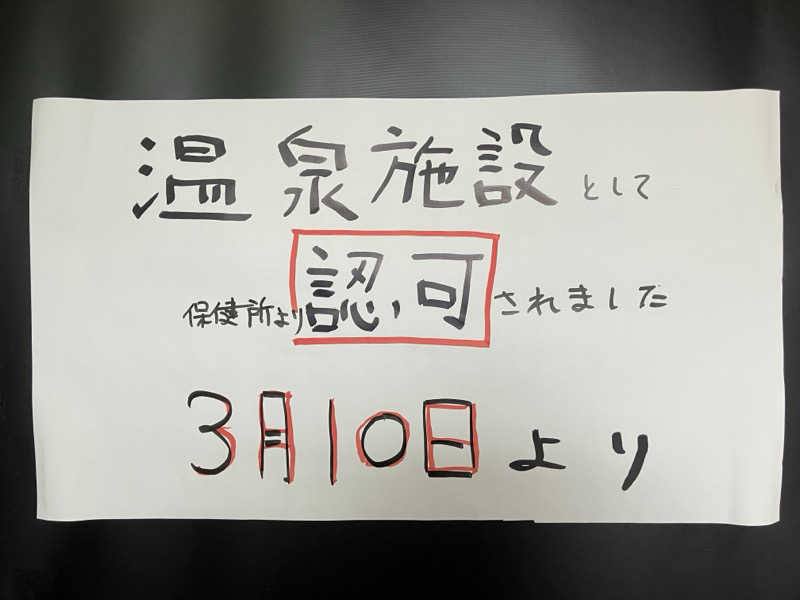 温泉施設として
保健所より認可されました
3月10日より